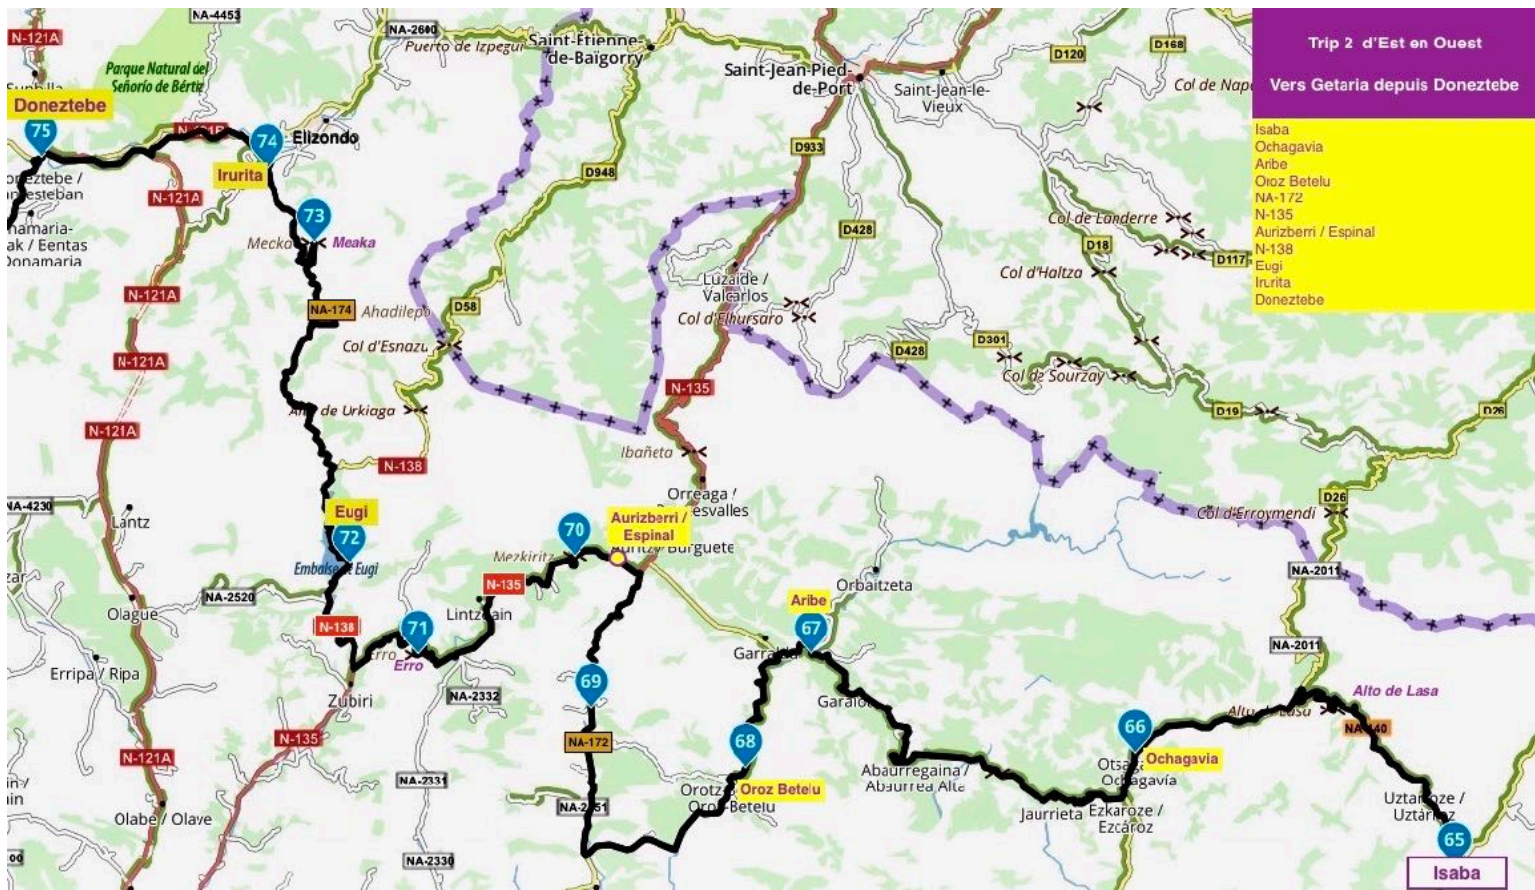 NA-4453
N-121A
NA-2600
Puerto de Izpegui
Saint-Étienne-
de-Baïgorry
D120
D168
Trip 2 d'Est en Ouest
Parque Natural del
Señorío de Bértiz
Saint-Jean-Pied-
de-Port
Saint-Jean-le-
Vieux
Col de
Vers Getaria depuis Doneztebe
Doneztebe
75
74
Elizondo
D933
Isaba
Ochagavia
Aribe
Oroz Betelu
NA-172
N-135
Aurizberri / Espinal
N-138
Eugi
Irurita
Doneztebe
Irurita
D948
N-121A
73
Meaka
Col de Landerre
D428
D18
D117
Col d'Haltza
Luzaide /
Valcarlos
Col d'Elhursaro
N-121A
NA-174
Ahadilepo
D58
Col d'Esnazu
D301
D428
Col de Sourzay
N-121A
N-135
de Urkiaga
D19
D26
N-121A
Ibañeta
N-138
Orreaga /
NA-4230
Lantz
Eugi
72
Embalse
Eugi
70
Mezkiritz
Aurizberri /
Espinal
Burguete
D26
Col d'Erroymendi
NA-2011
N-135
Orbaitzeta
NA-2520
Olague
Aribe
67
N-138
71
Erro
Erro
NA-2011
Erripa / Ripa
Zubiri
NA-2332
69
Alto de Lasa
66
Ochagavia
Ochagavía
N-135
N-121A
NA-172
68
Oroz Betelu
Abaurregaina /
Abaurrea Alta
NA-2331
Jaurrieta
Ezkaroze /
Ezcároz
Uztarroze /
Uztárroz
Olabe / Olave
65
NA-2330
Isaba